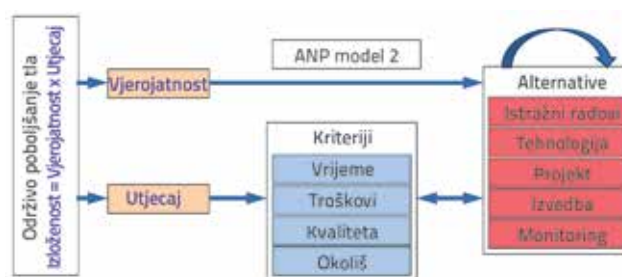 Održivo poboljšanje tla
Izloženost = Vjerojatnost x Utjecaj
Vjerojatnost
ANP model 2
Utjecaj
Kriteriji
Vrijeme
Troškovi
Kvaliteta
Okoliš
Alternative
Istražni radovi
Tehnologija
Projekt
Izvedba
Monitoring